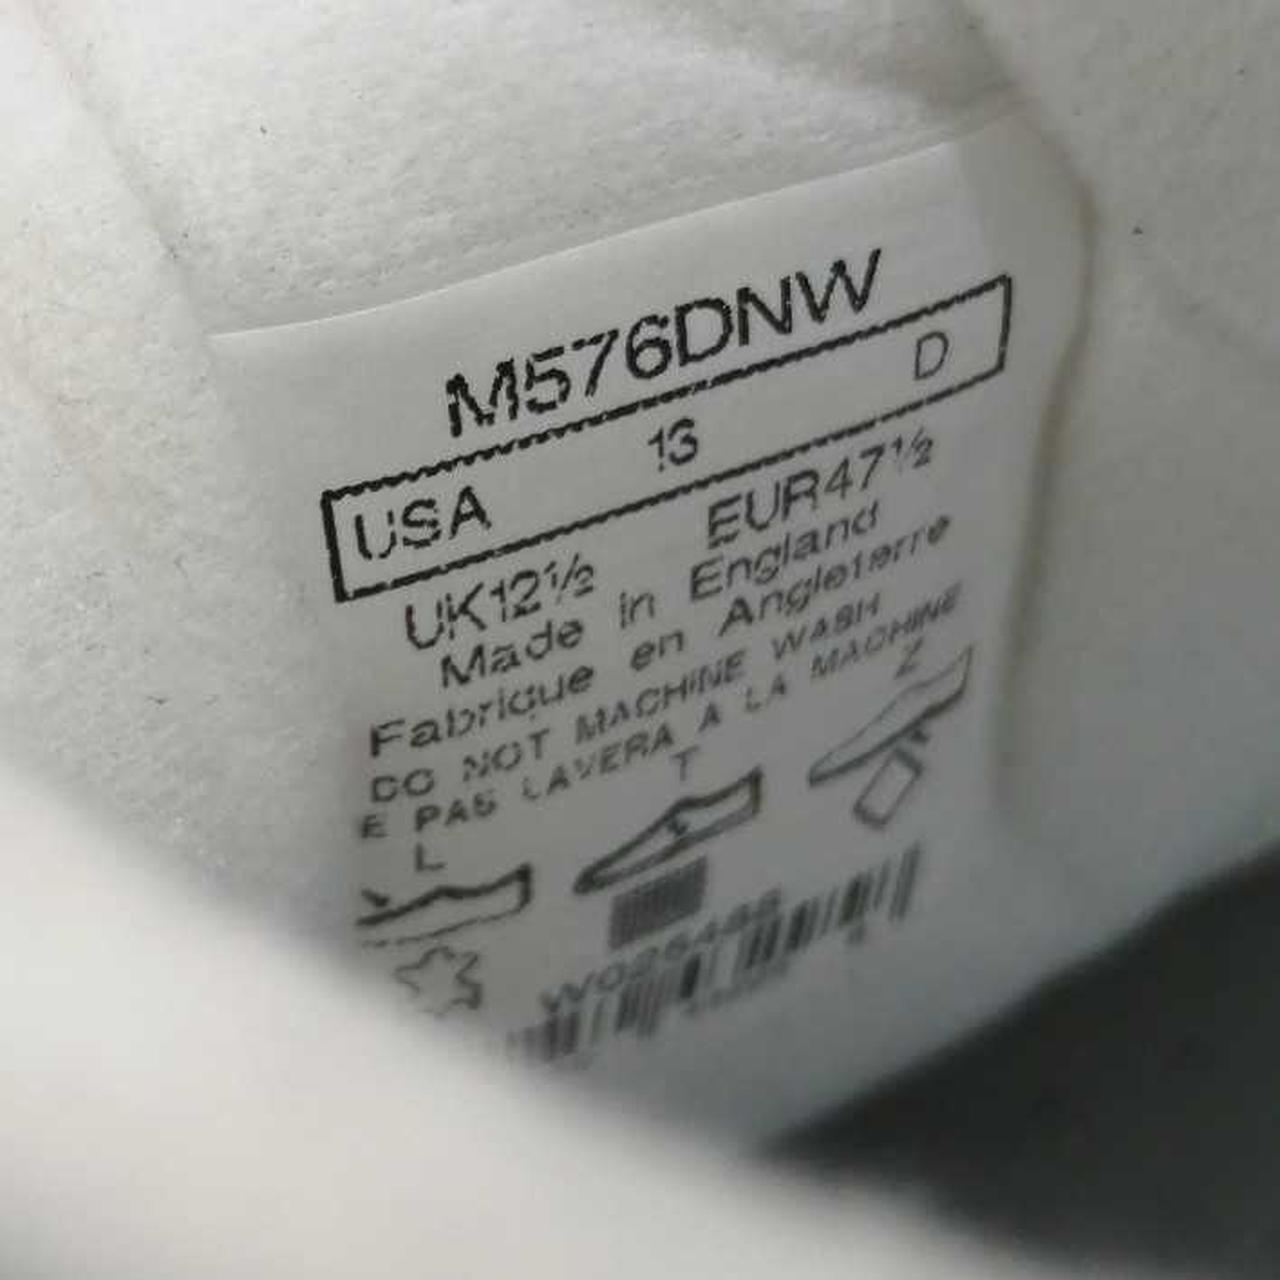 M576DNW
USA 13 D
UK12½ EUR47½
Made in England
Fabrique en Angleterre
DO NOT MACHINE WASH
E PAS LAVERA A LA MACHINE
L T Z